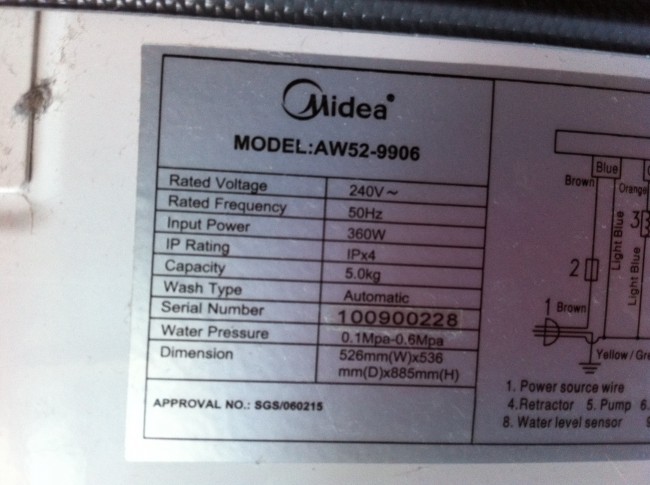 Midea
MODEL:AW52-9906
Rated Voltage 240V~
Rated Frequency 50Hz
Input Power 360W
IP Rating IPx4
Capacity 5.0kg
Wash Type Automatic
Serial Number 100900228
Water Pressure 0.1Mpa-0.6Mpa
Dimension 526mm(W)x536
mm(D)x885mm(H)
APPROVAL NO.: SGS/060215
Blue
Brown
Orange
Light Blue
Light Blue
3
2
1 Brown
Yellow / Gre
1. Power source wire
4.Retractor 5. Pump 6.
8. Water level sensor